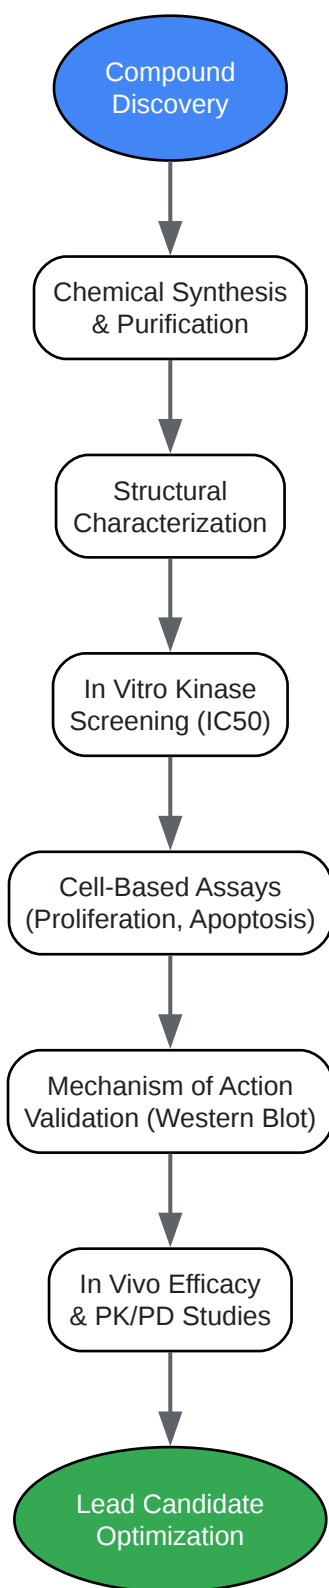 Compound
Discovery
Chemical Synthesis
& Purification
Structural
Characterization
In Vitro Kinase
Screening (IC50)
Cell-Based Assays
(Proliferation, Apoptosis)
Mechanism of Action
Validation (Western Blot)
In Vivo Efficacy
& PK/PD Studies
Lead Candidate
Optimization